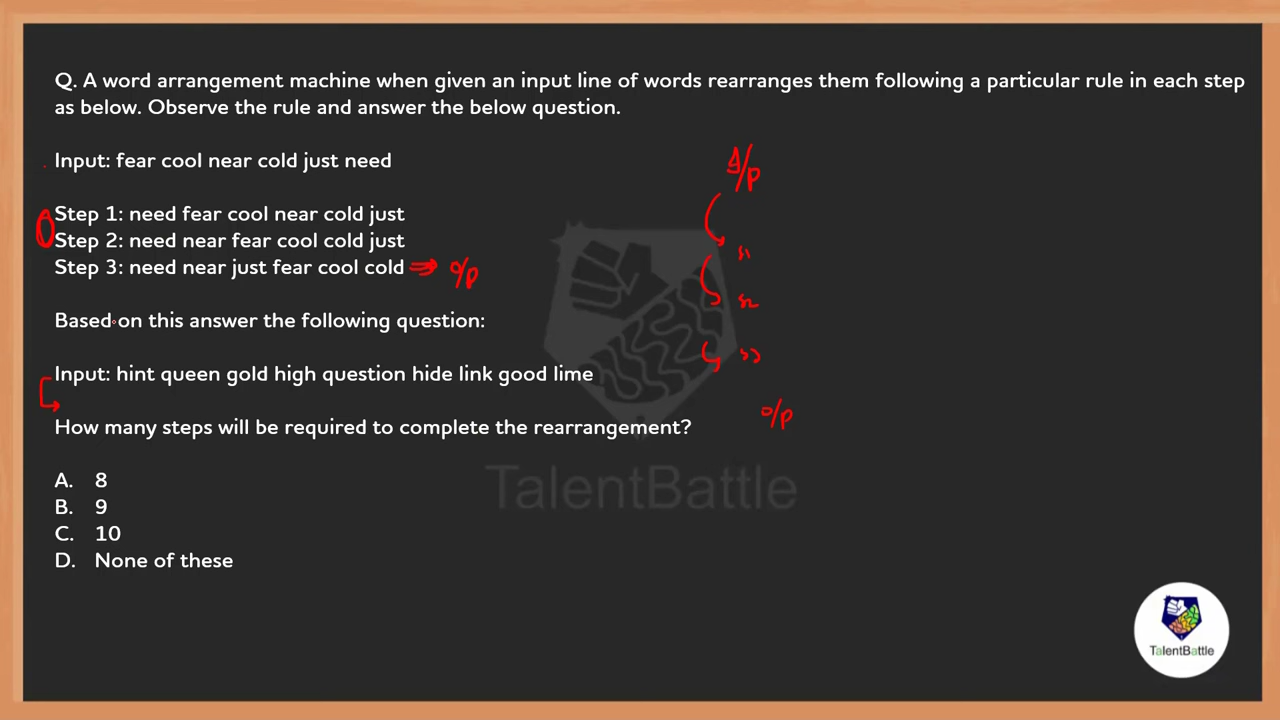 Q. A word arrangement machine when given an input line of words rearranges them following a particular rule in each step
as below. Observe the rule and answer the below question.
Input: fear cool near cold just need
I/P
Step 1: need fear cool near cold just
Step 2: need near fear cool cold just
S1
Step 3: need near just fear cool cold ⇒ O/P
S2
Based on this answer the following question:
S3
Input: hint queen gold high question hide link good lime
O/P
How many steps will be required to complete the rearrangement?
A. 8
B. 9
C. 10
D. None of these
TalentBattle
TalentBattle